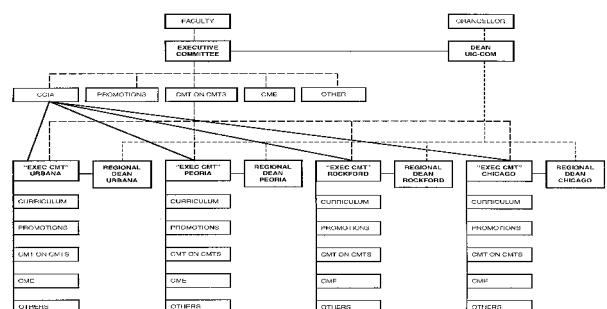 FACULTY
CHANCELLOR
EXECUTIVE
COMMITTEE
DEAN
UIC-COM
CCIA
PROMOTIONS
CMT ON CMTS
CME
OTHER
"EXEC CMT"
URBANA
REGIONAL
DEAN
URBANA
"EXEC CMT"
PEORIA
REGIONAL
DEAN
PEORIA
"EXEC CMT"
ROCKFORD
REGIONAL
DEAN
ROCKFORD
"EXEC CMT"
CHICAGO
REGIONAL
DEAN
CHICAGO
CURRICULUM
CURRICULUM
CURRICULUM
CURRICULUM
PROMOTIONS
PROMOTIONS
PROMOTIONS
PROMOTIONS
CMT ON CMTS
CMT ON CMTS
CMT ON CMTS
CMT ON CMTS
CME
CME
CME
CME
OTHERS
OTHERS
OTHERS
OTHERS